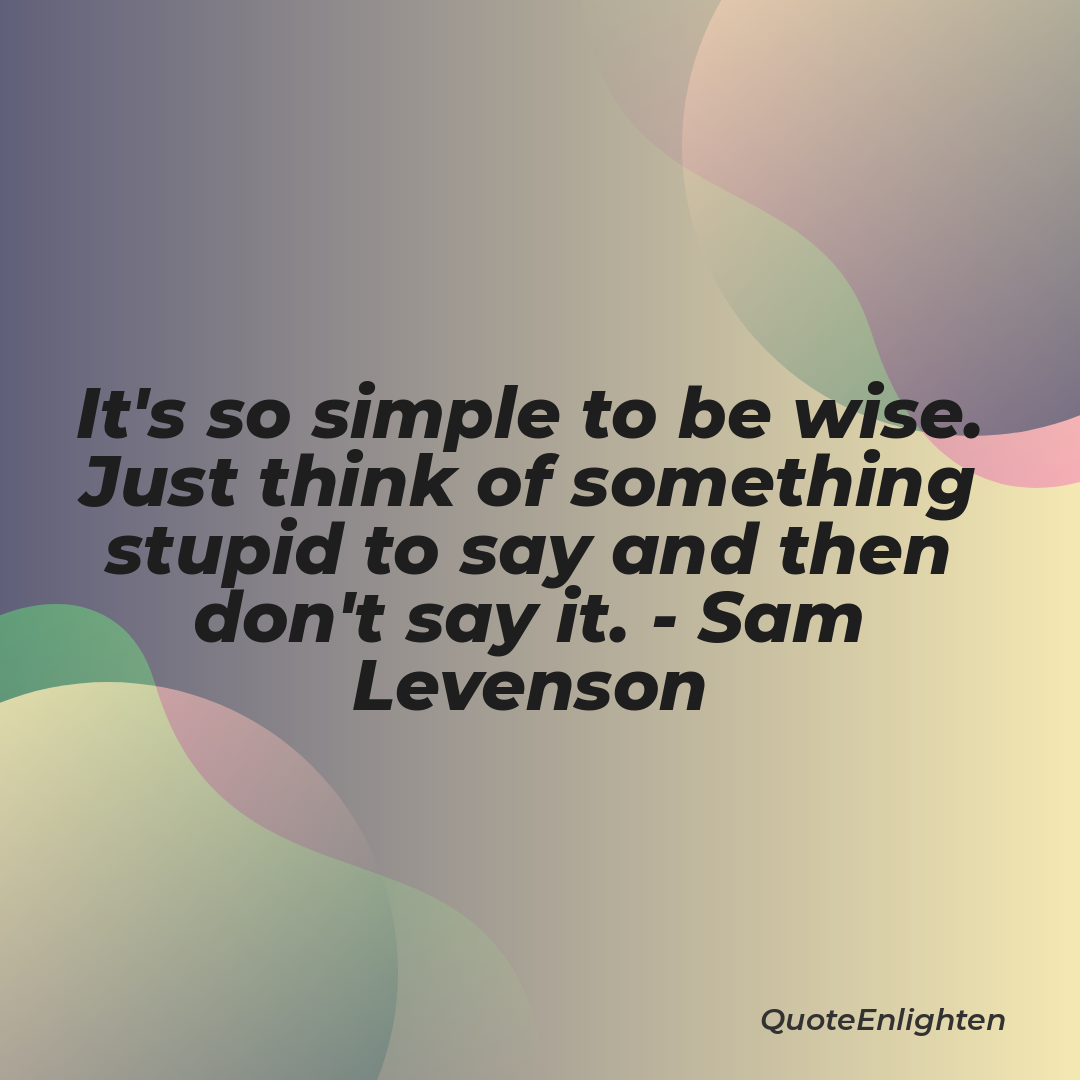 It's so simple to be wise.
Just think of something
stupid to say and then
don't say it. - Sam
Levenson
QuoteEnlighten